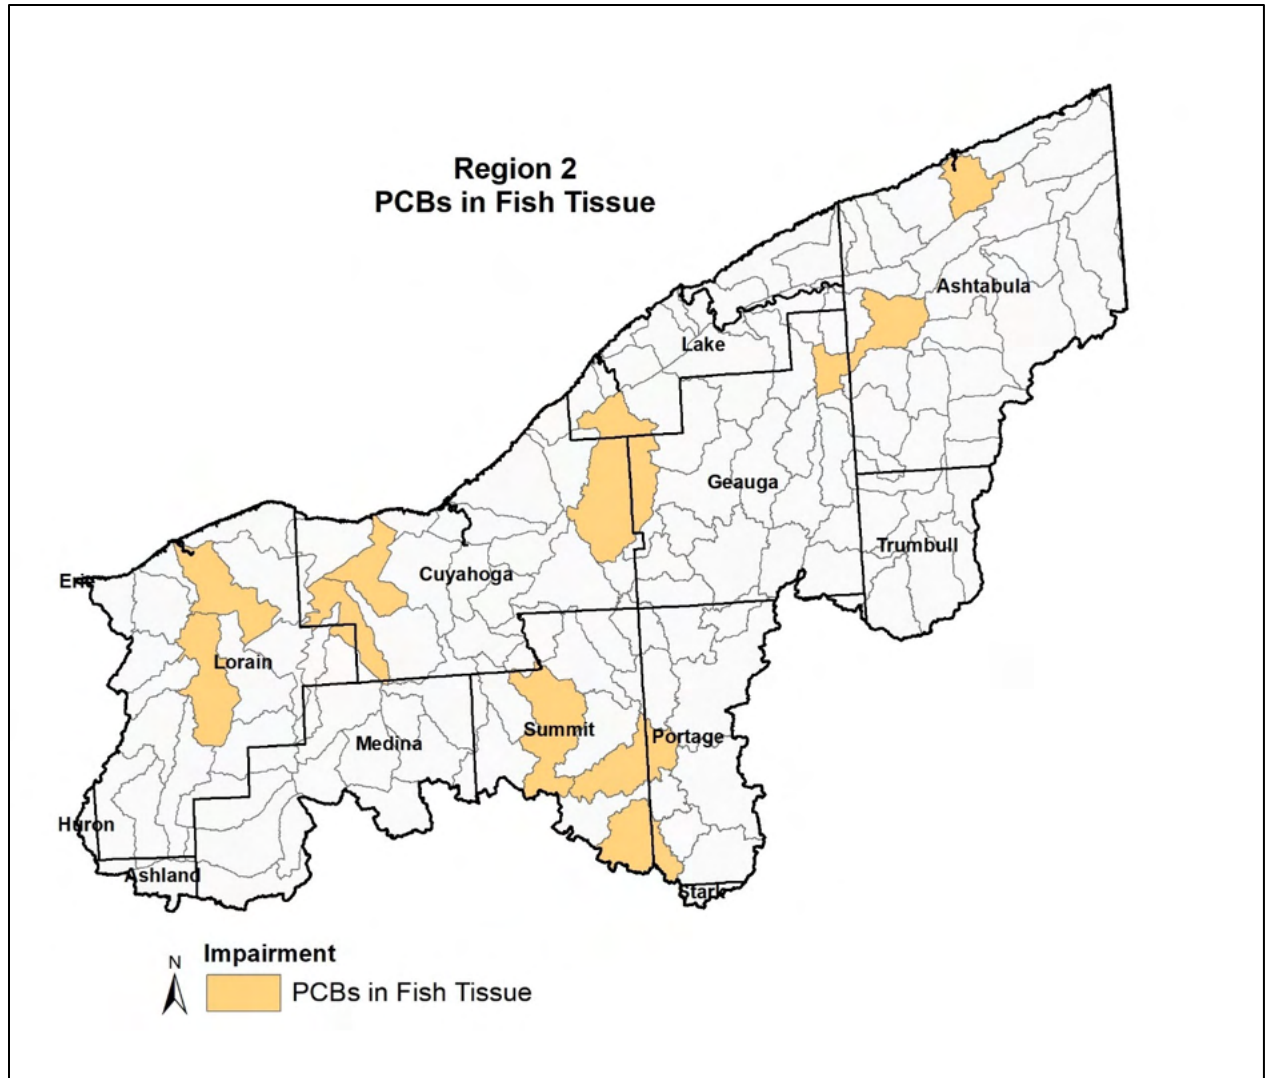 Region 2
PCBs in Fish Tissue
Ashtabula
Lake
Geauga
Trumbull
Erie
Cuyahoga
Lorain
Summit
Portage
Medina
Huron
Ashland
Stark
Impairment
N
PCBs in Fish Tissue